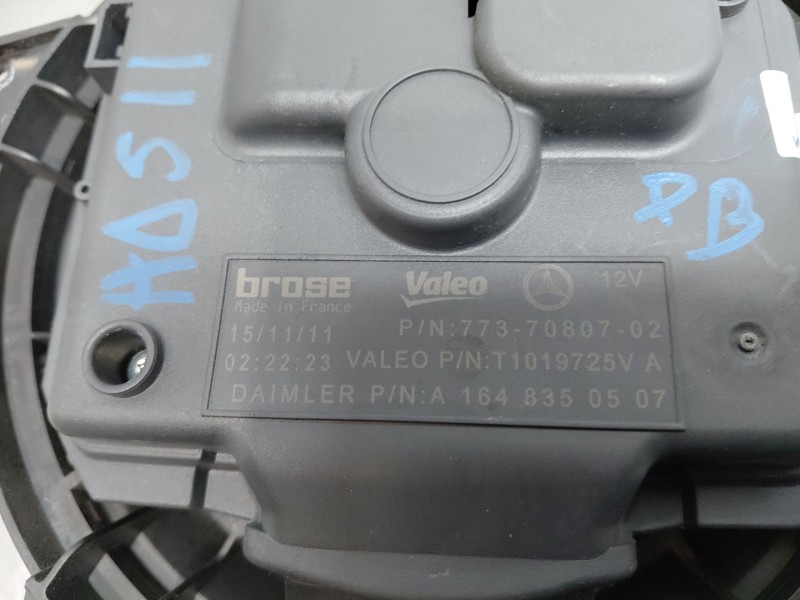 HD511
PB
brose Valeo 12V
Made in France
15/11/11 P/N:773-70807-02
02:22:23 VALEO P/N:T1019725V A
DAIMLER P/N:A 164 835 05 07